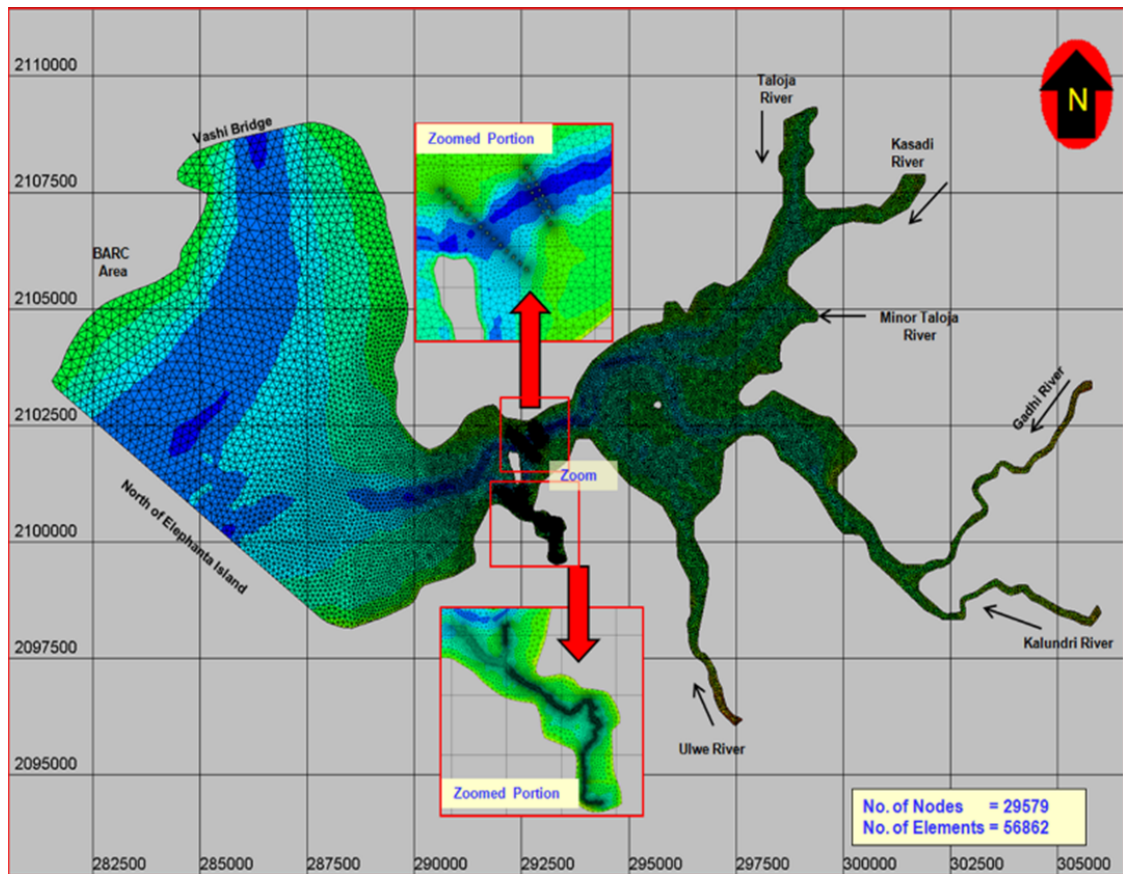 2110000
Taloja
River
N
Vashi Bridge
Zoomed Portion
Kasadi
River
2107500
BARC
Area
2105000
Minor Taloja
River
Gadhi River
2102500
Zoom
North of Elephanta Island
2100000
Kalundri River
2097500
Ulwe River
2095000
Zoomed Portion
No. of Nodes = 29579
No. of Elements = 56862
282500 285000 287500 290000 292500 295000 297500 300000 302500 305000